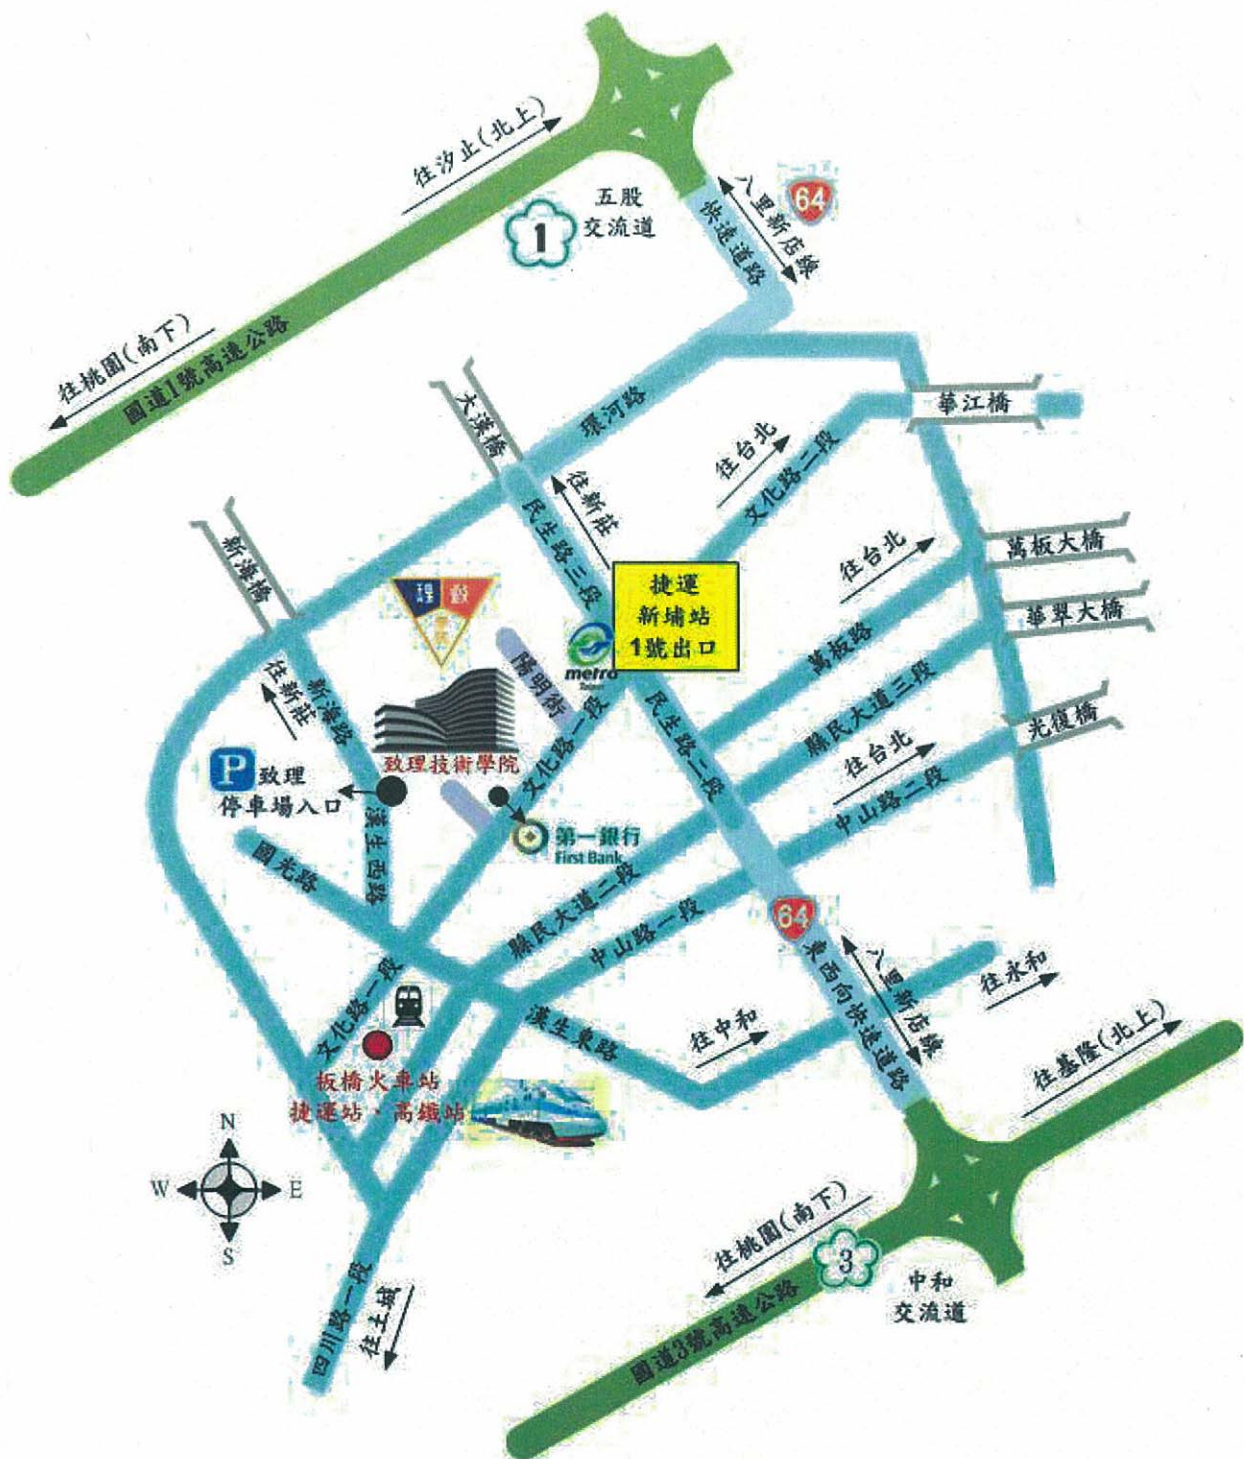 往汐止(北上)
五股
交流道
1
64
八里新店線
快速道路
往桃園(南下)
國道1號高速公路
大漢橋
環河路
華江橋
往台北
文化路二段
往新莊
民生路三段
新海橋
萬板大橋
往台北
捷運
新埔站
1號出口
華翠大橋
萬板路
metro
Taipei
陽明街
往新莊
新海路
縣民大道三段
民生路二段
光復橋
文化路一段
往台北
中山路二段
P
致理
停車場入口
致理技術學院
漢生西路
第一銀行
First Bank
國光路
縣民大道二段
中山路一段
64
東西向快速道路
八里新店線
往永和
文化路一段
漢生東路
往中和
板橋火車站
捷運站、高鐵站
往基隆(北上)
N
W
E
S
往桃園(南下)
3
中和
交流道
國道3號高速公路
四川路一段
往土城